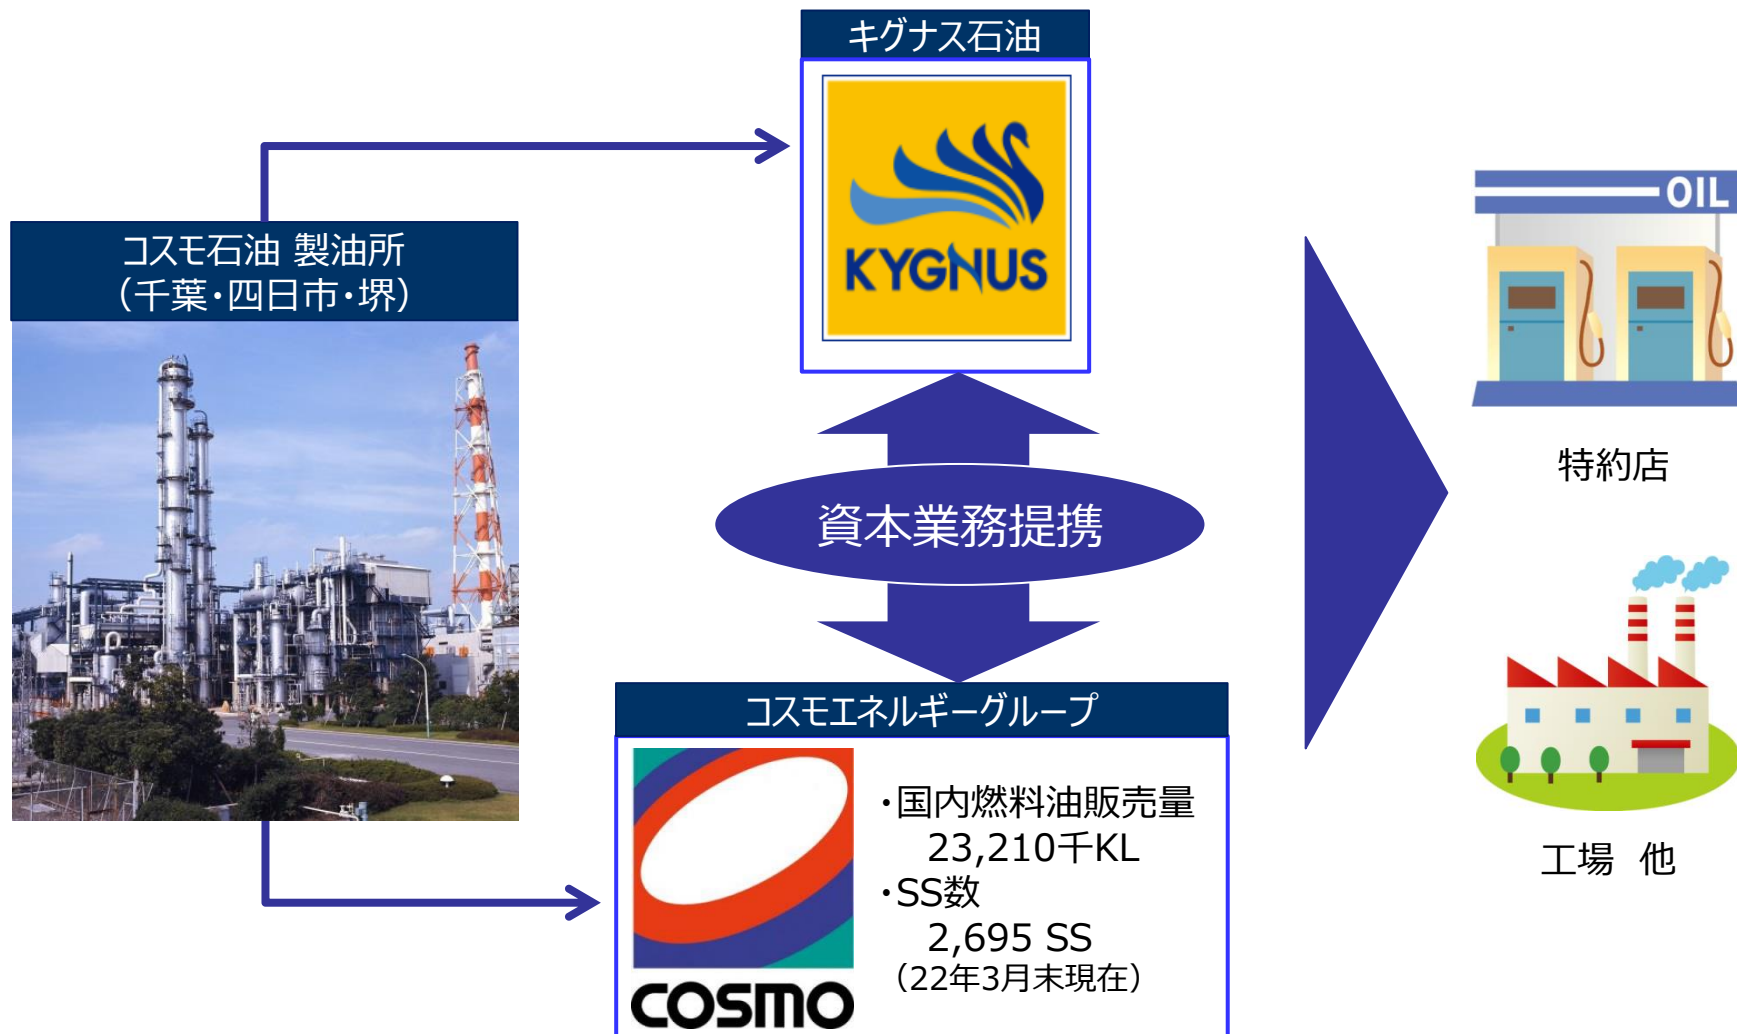 キグナス石油
KYGNUS
コスモ石油 製油所
（千葉・四日市・堺）
資本業務提携
コスモエネルギーグループ
COSMO
・国内燃料油販売量
23,210千KL
・SS数
2,695 SS
（22年3月末現在）
OIL
特約店
工場 他